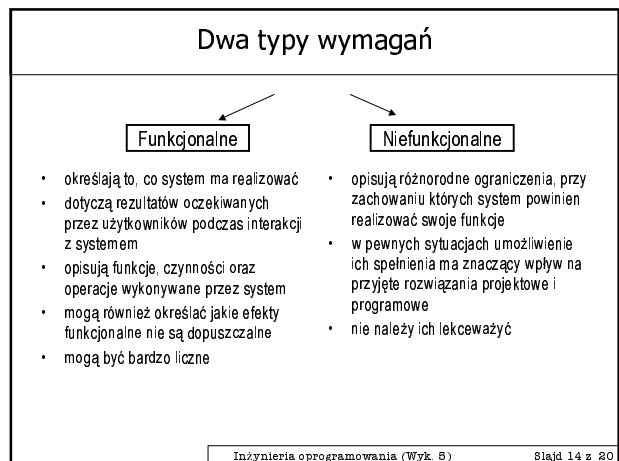 Dwa typy wymagań
Funkcjonalne
• określają to, co system ma realizować
• dotyczą rezultatów oczekiwanych
przez użytkowników podczas interakcji
z systemem
• opisują funkcje, czynności oraz
operacje wykonywane przez system
• mogą również określać jakie efekty
funkcjonalne nie są dopuszczalne
• mogą być bardzo liczne
Niefunkcjonalne
• opisują różnorodne ograniczenia, przy
zachowaniu których system powinien
realizować swoje funkcje
• w pewnych sytuacjach umożliwienie
ich spełnienia ma znaczący wpływ na
przyjęte rozwiązania projektowe i
programowe
• nie należy ich lekceważyć
Inżynieria oprogramowania (Wyk. 5) Slajd 14 z 20